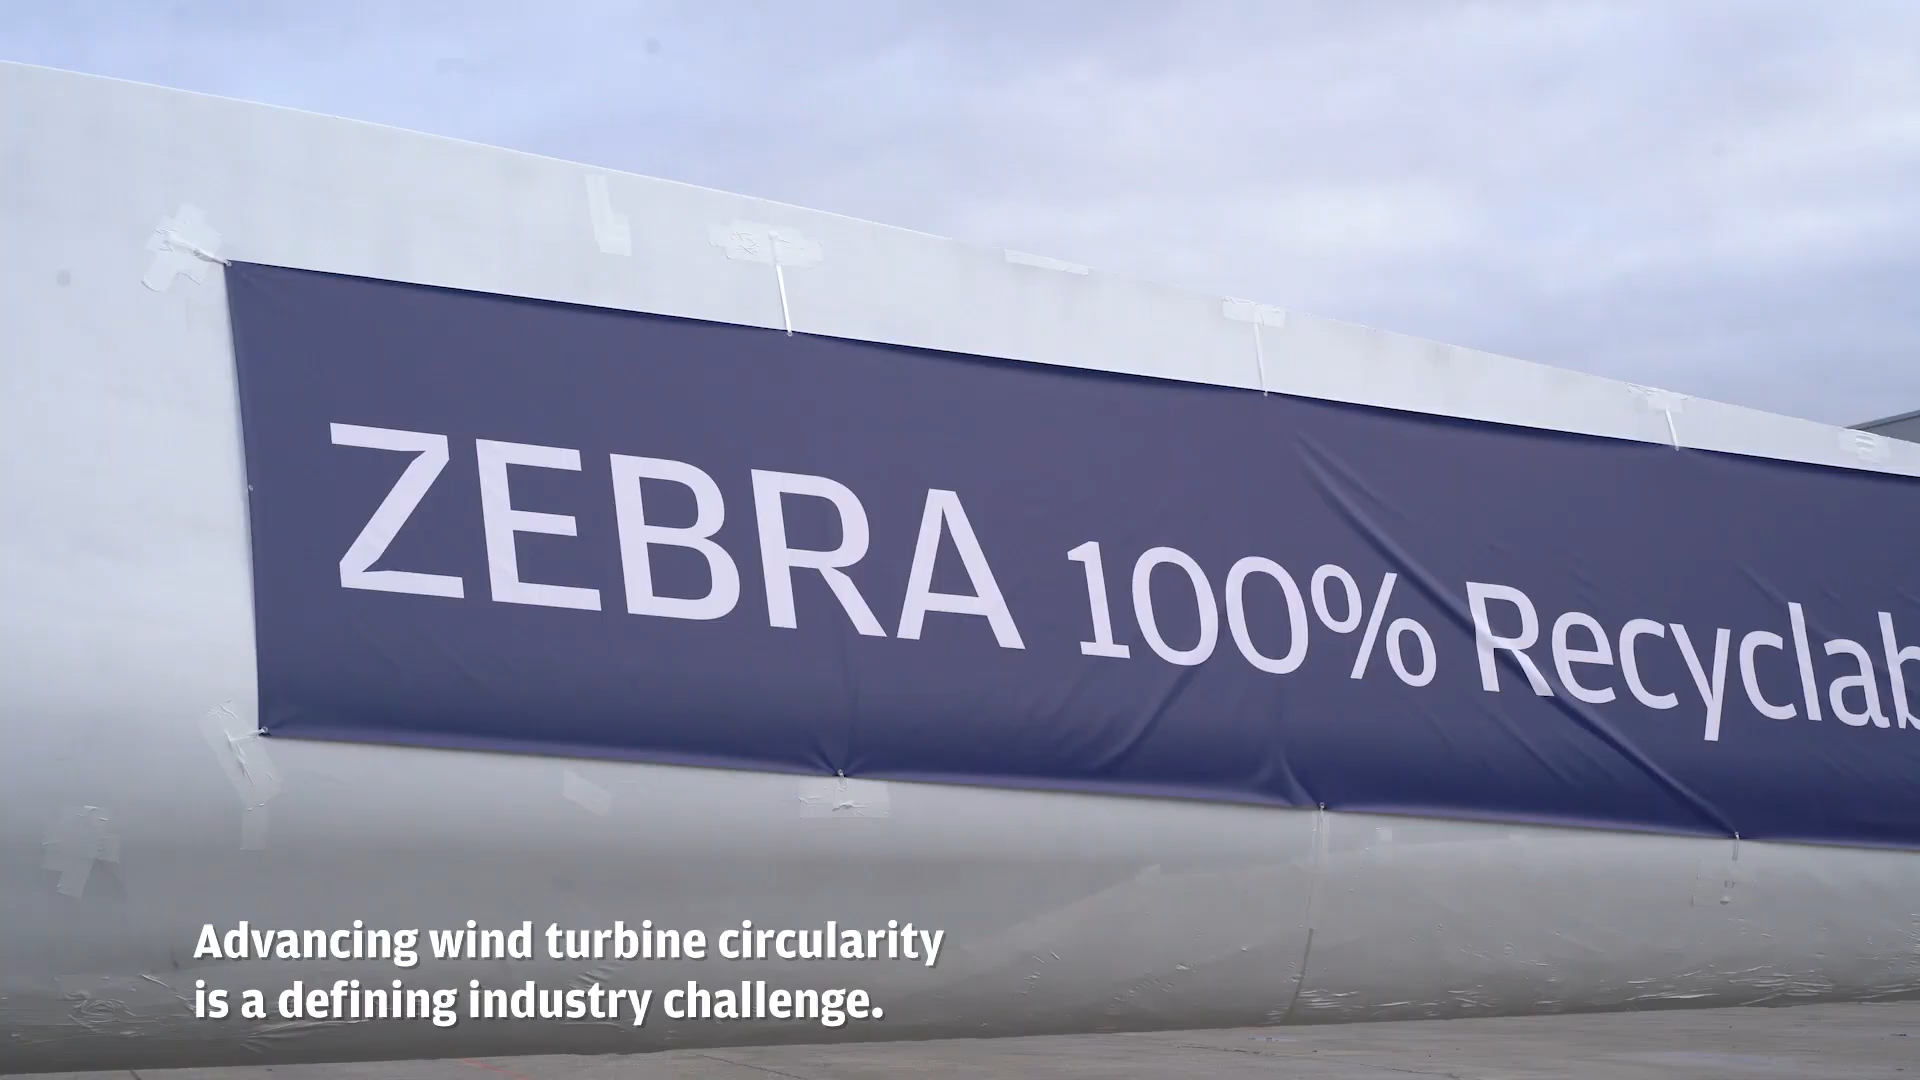 ZEBRA 100% Recyclab
Advancing wind turbine circularity
is a defining industry challenge.